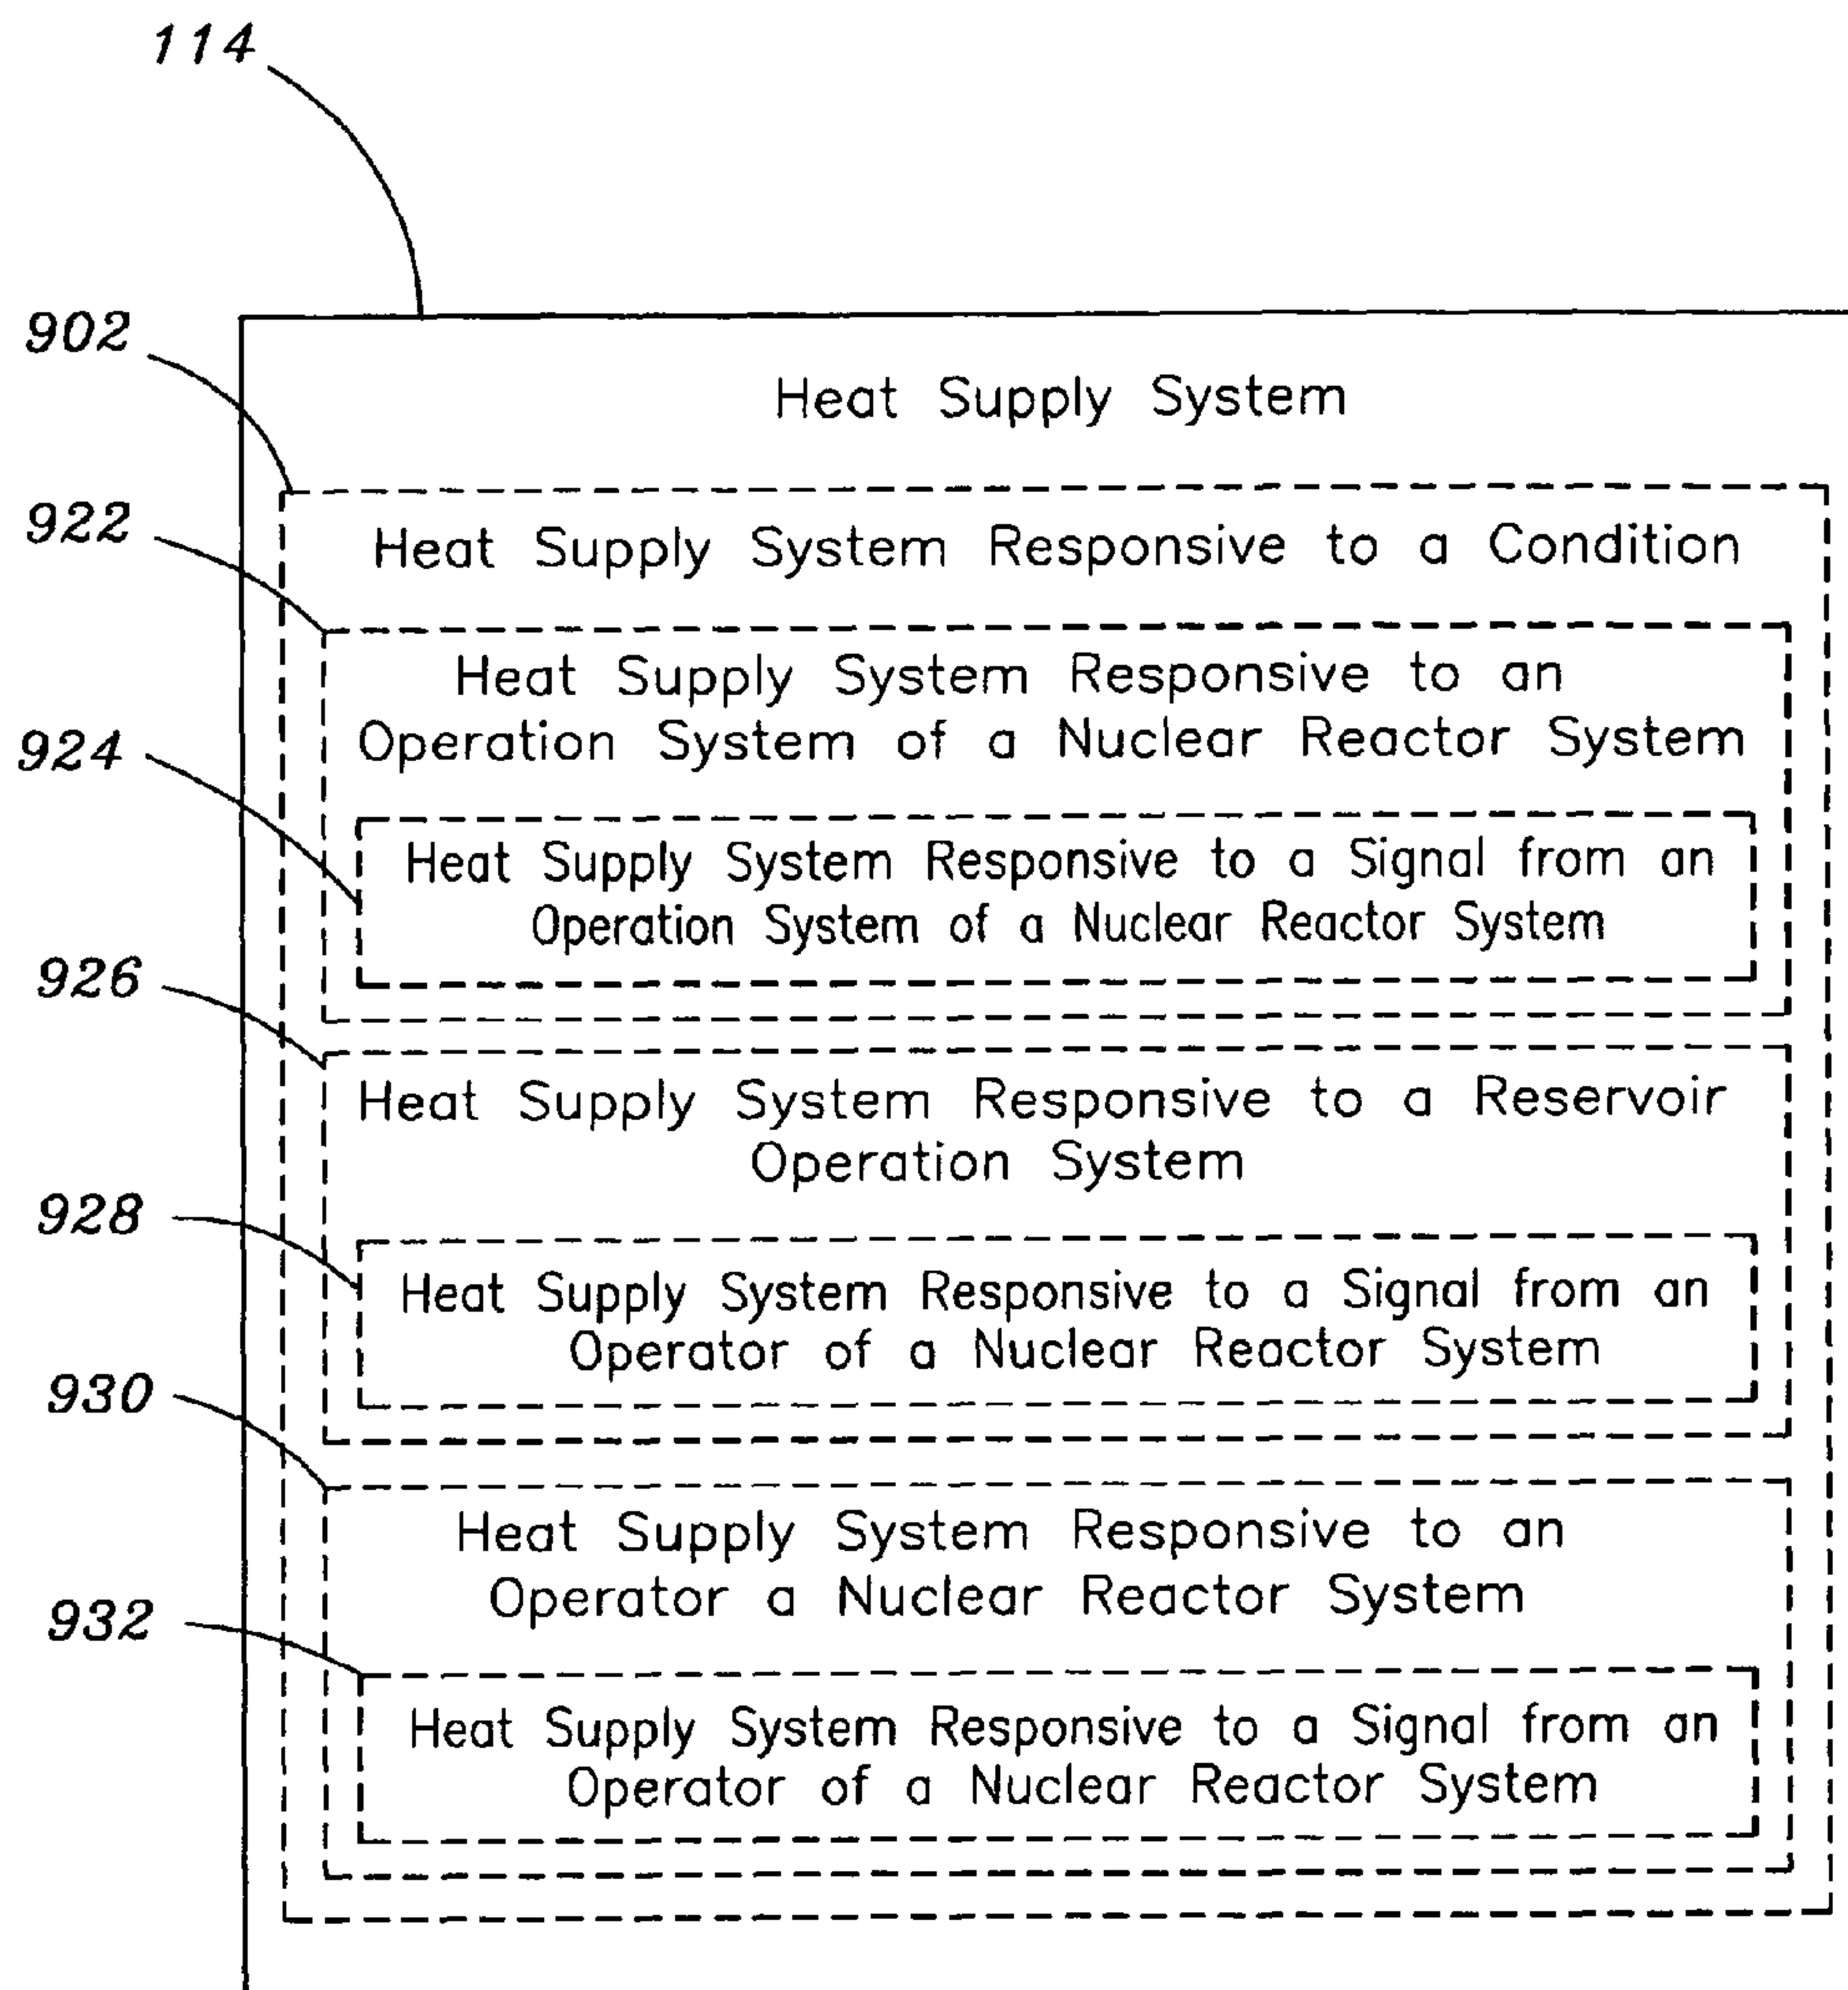 114
902
Heat Supply System
922
Heat Supply System Responsive to a Condition
Heat Supply System Responsive to an
924
Operation System of a Nuclear Reactor System
Heat Supply System Responsive to a Signal from an
Operation System of a Nuclear Reactor System
926
Heat Supply System Responsive to a Reservoir
Operation System
928
Heat Supply System Responsive to a Signal from an
Operator of a Nuclear Reactor System
930
Heat Supply System Responsive to an
Operator a Nuclear Reactor System
932
Heat Supply System Responsive to a Signal from an
Operator of a Nuclear Reactor System